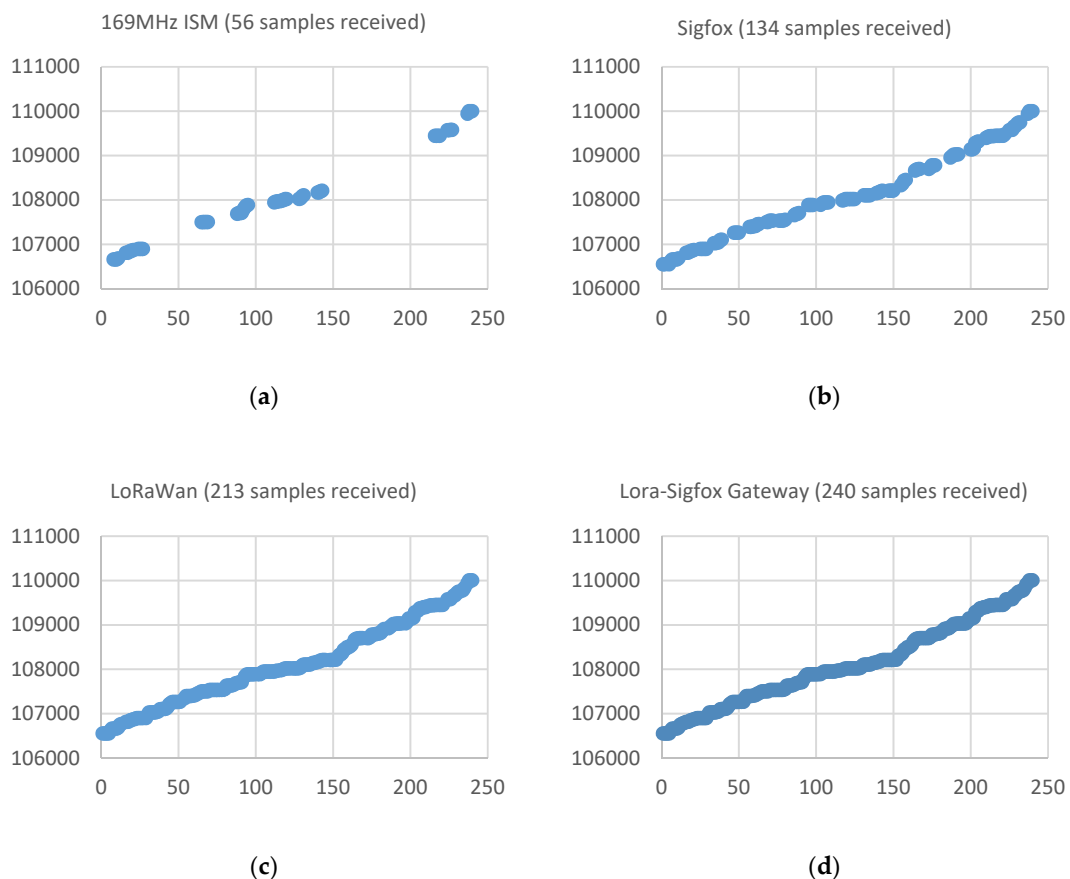 169MHz ISM (56 samples received)
111000
110000
109000
108000
107000
106000
0 50 100 150 200 250
(a)
Sigfox (134 samples received)
111000
110000
109000
108000
107000
106000
0 50 100 150 200 250
(b)
LoRaWan (213 samples received)
111000
110000
109000
108000
107000
106000
0 50 100 150 200 250
(c)
Lora-Sigfox Gateway (240 samples received)
111000
110000
109000
108000
107000
106000
0 50 100 150 200 250
(d)